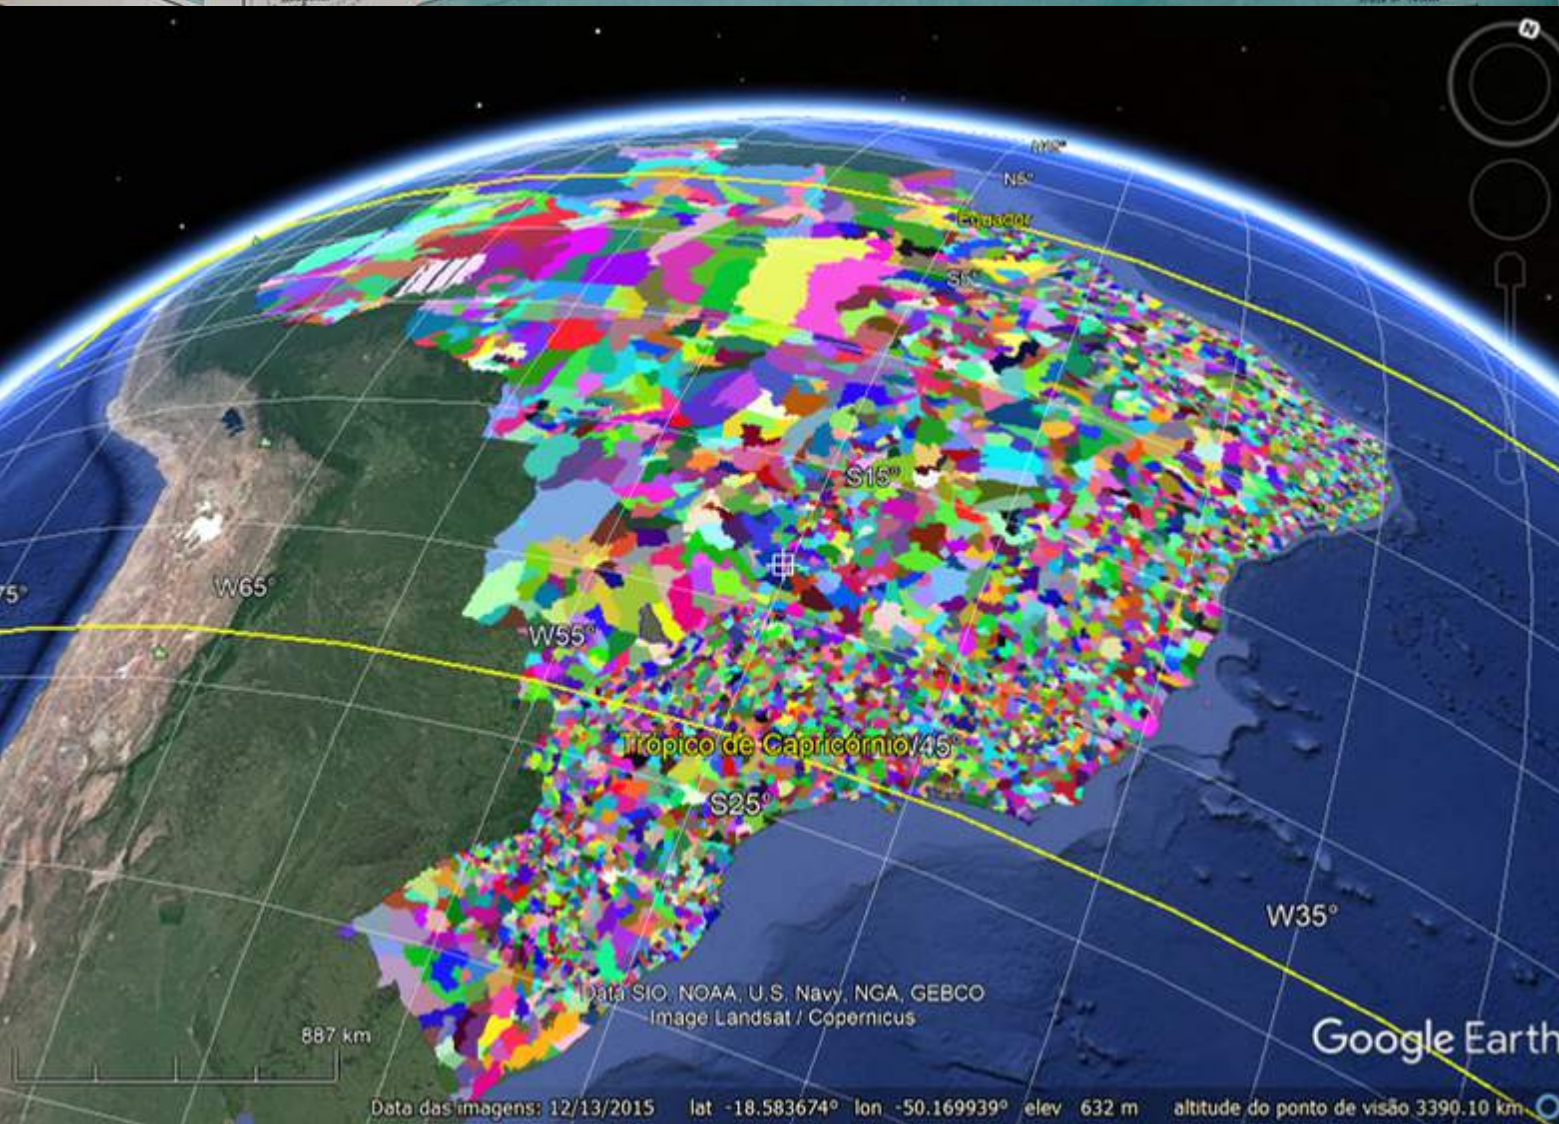 N5°
Equador
S5°
S15°
W65°
75°
W55°
Trópico de Capricórnio/45°
S25°
W35°
Data SIO, NOAA, U.S. Navy, NGA, GEBCO
Image Landsat / Copernicus
887 km
Google Earth
Data das imagens: 12/13/2015 lat -18.583674° lon -50.169939° elev 632 m altitude do ponto de visão 3390.10 km
N